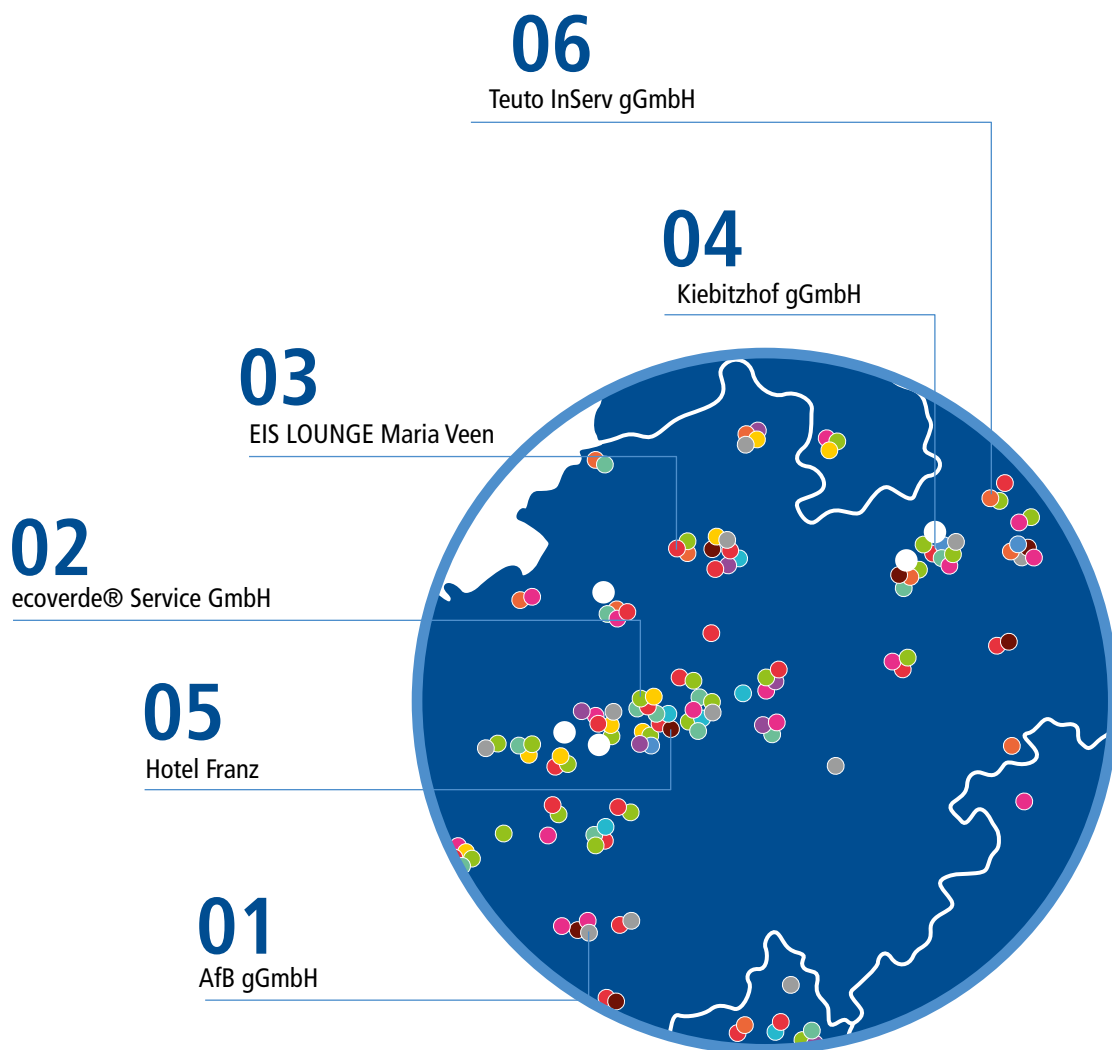 06
Teuto InServ gGmbH
04
Kiebitzhof gGmbH
03
EIS LOUNGE Maria Veen
02
ecoverde® Service GmbH
05
Hotel Franz
01
AfB gGmbH